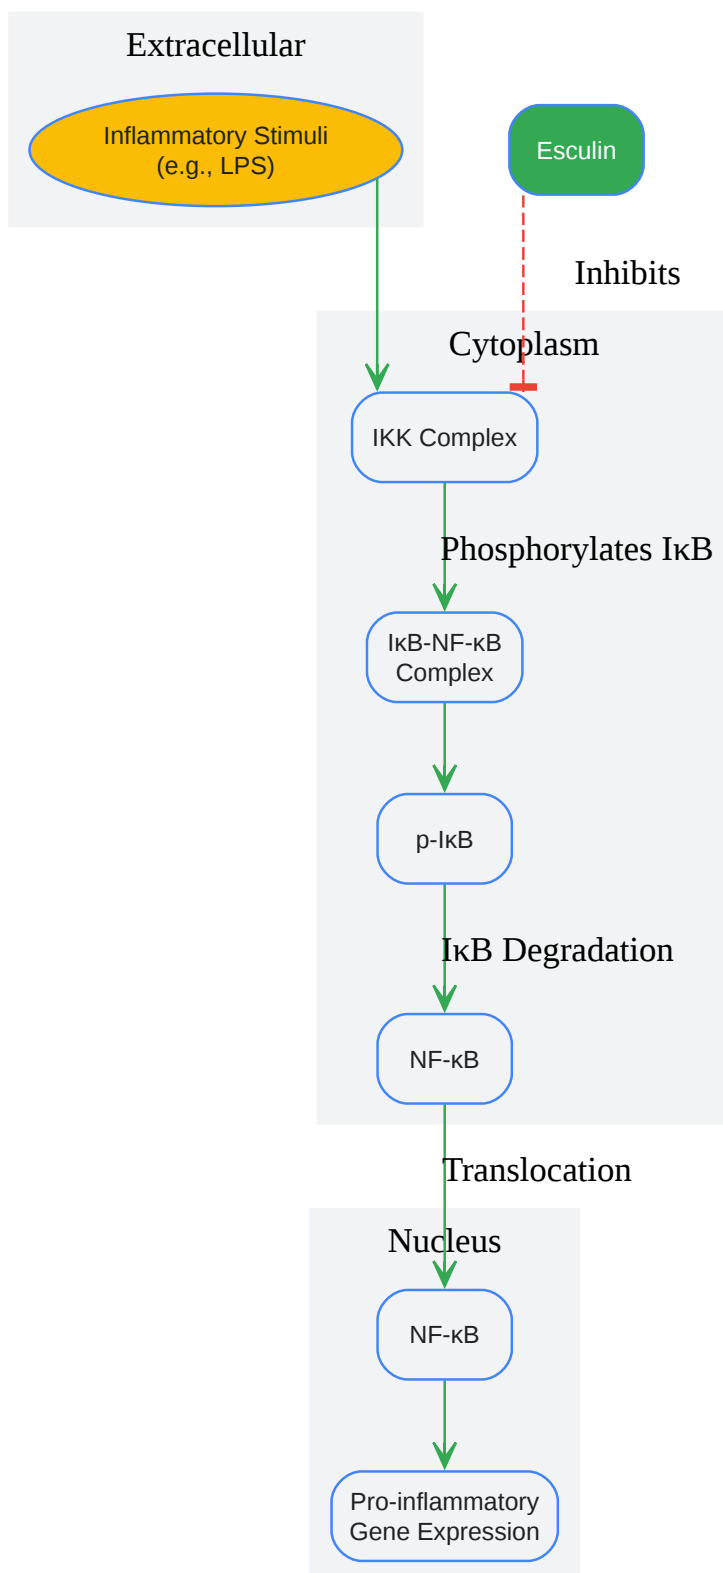 Extracellular
Inflammatory Stimuli
(e.g., LPS)
Esculin
Inhibits
Cytoplasm
IKK Complex
Phosphorylates IκB
IκB-NF-κB
Complex
p-IκB
IκB Degradation
NF-κB
Translocation
Nucleus
NF-κB
Pro-inflammatory
Gene Expression